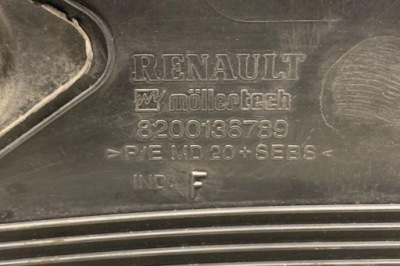 RENAULT
möllertech
8200136789
>P/E MD 20+SEBS<
IND. F